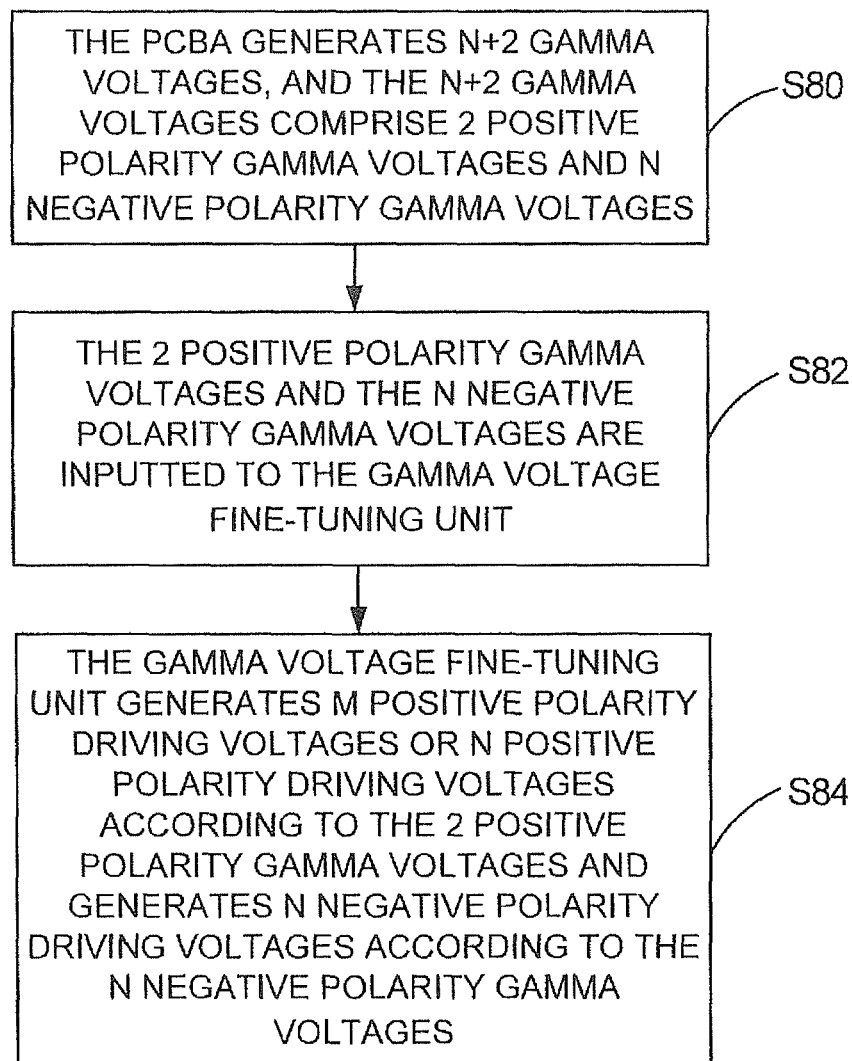 THE PCBA GENERATES N+2 GAMMA
VOLTAGES, AND THE N+2 GAMMA
VOLTAGES COMPRISE 2 POSITIVE
POLARITY GAMMA VOLTAGES AND N
NEGATIVE POLARITY GAMMA VOLTAGES
S80
THE 2 POSITIVE POLARITY GAMMA
VOLTAGES AND THE N NEGATIVE
POLARITY GAMMA VOLTAGES ARE
INPUTTED TO THE GAMMA VOLTAGE
FINE-TUNING UNIT
S82
THE GAMMA VOLTAGE FINE-TUNING
UNIT GENERATES M POSITIVE POLARITY
DRIVING VOLTAGES OR N POSITIVE
POLARITY DRIVING VOLTAGES
ACCORDING TO THE 2 POSITIVE
POLARITY GAMMA VOLTAGES AND
GENERATES N NEGATIVE POLARITY
DRIVING VOLTAGES ACCORDING TO THE
N NEGATIVE POLARITY GAMMA
VOLTAGES
S84